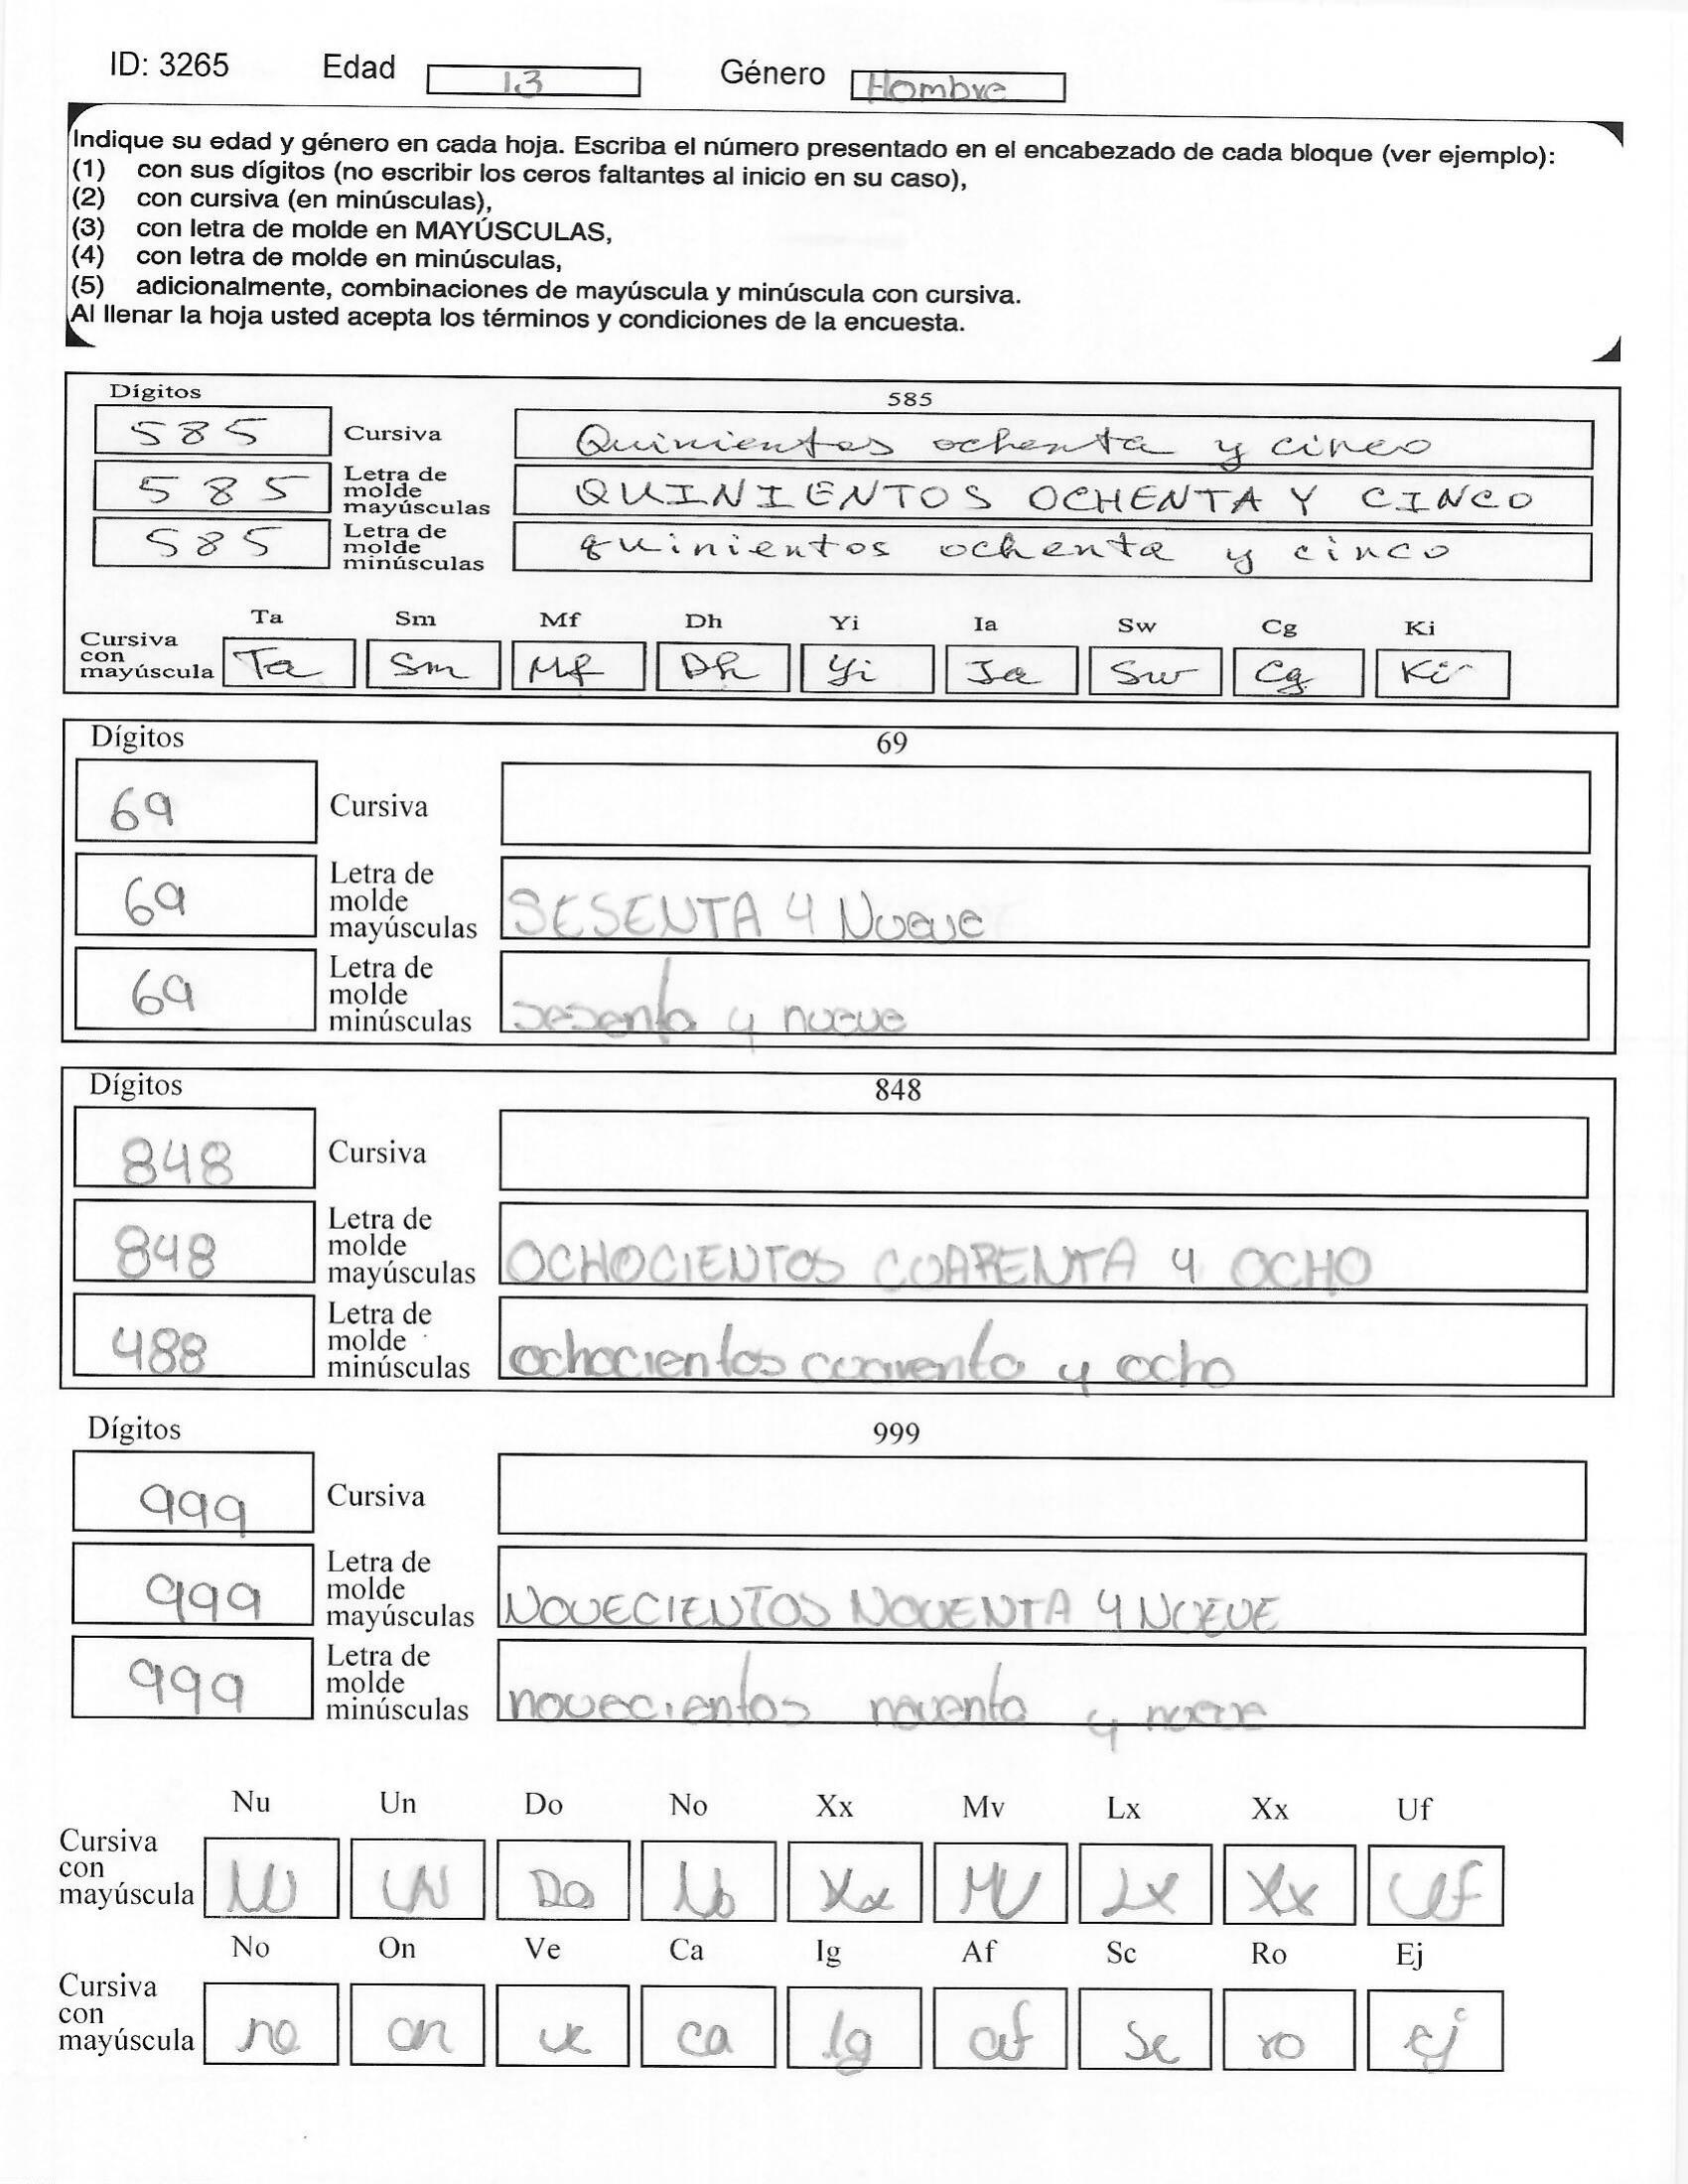 ID: 3265 Edad 13 Género Hombre
Indique su edad y género en cada hoja. Escriba el número presentado en el encabezado de cada bloque (ver ejemplo):
(1) con sus dígitos (no escribir los ceros faltantes al inicio en su caso),
(2) con cursiva (en minúsculas),
(3) con letra de molde en MAYÚSCULAS,
(4) con letra de molde en minúsculas,
(5) adicionalmente, combinaciones de mayúscula y minúscula con cursiva.
Al llenar la hoja usted acepta los términos y condiciones de la encuesta.
Dígitos 585
585 Cursiva Quinientos ochenta y cinco
585 Letra de molde mayúsculas QUINIENTOS OCHENTA Y CINCO
585 Letra de molde minúsculas quinientos ochenta y cinco
Ta Sm Mf Dh Yi Ia Sw Cg Ki
Cursiva con mayúscula Ta Sm Mf Dh Yi Ia Sw Cg Ki
Dígitos 69
69 Cursiva
69 Letra de molde mayúsculas SESENTA Y Nueve
69 Letra de molde minúsculas sesenta y nueve
Dígitos 848
848 Cursiva
848 Letra de molde mayúsculas OCHOCIENTOS CUARENTA Y OCHO
488 Letra de molde minúsculas ochocientos cuarenta y ocho
Dígitos 999
999 Cursiva
999 Letra de molde mayúsculas NOVECIENTOS NOVENTA Y NUEVE
999 Letra de molde minúsculas novecientos noventa y nueve
Nu Un Do No Xx Mv Lx Xx Uf
Cursiva con mayúscula Nu UN Do No Xx MV Lx Xx Uf
No On Ve Ca Ig Af Sc Ro Ej
Cursiva con mayúscula no on ve ca Ig af Sc ro ej